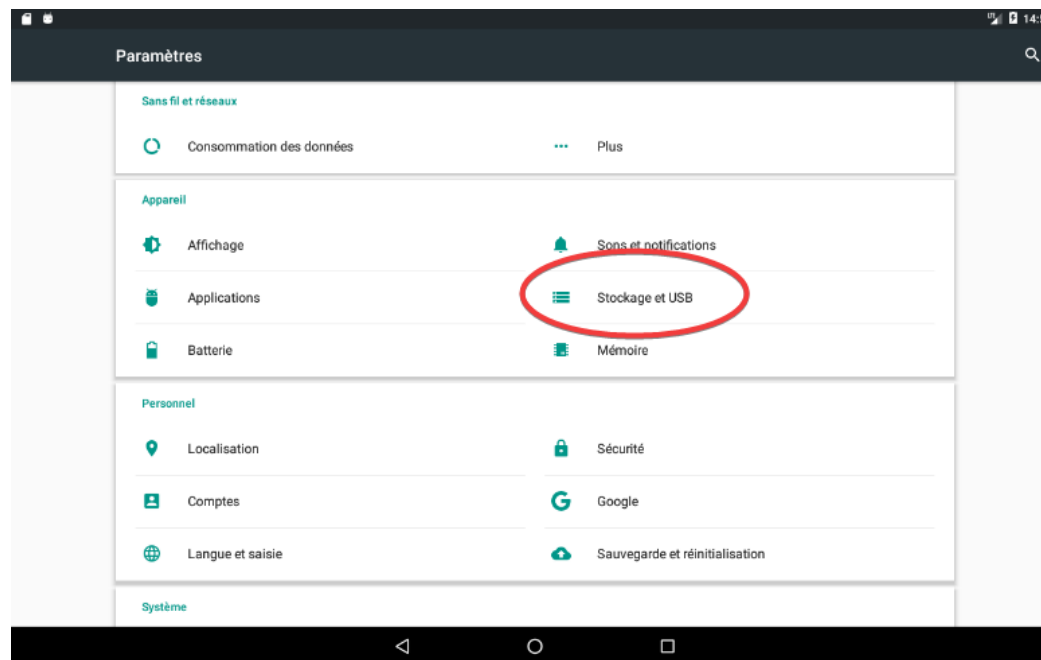 14:
Paramètres
Sans fil et réseaux
Consommation des données
Plus
Appareil
Affichage
Sons et notifications
Applications
Stockage et USB
Batterie
Mémoire
Personnel
Localisation
Sécurité
Comptes
Google
Langue et saisie
Sauvegarde et réinitialisation
Système